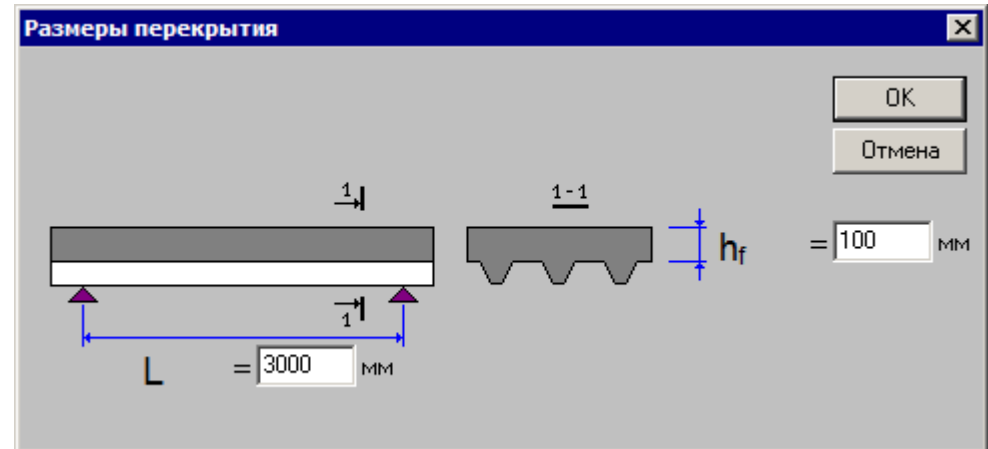 Размеры перекрытия
OK
Отмена
1
1-1
hf = 100 мм
1
L = 3000 мм